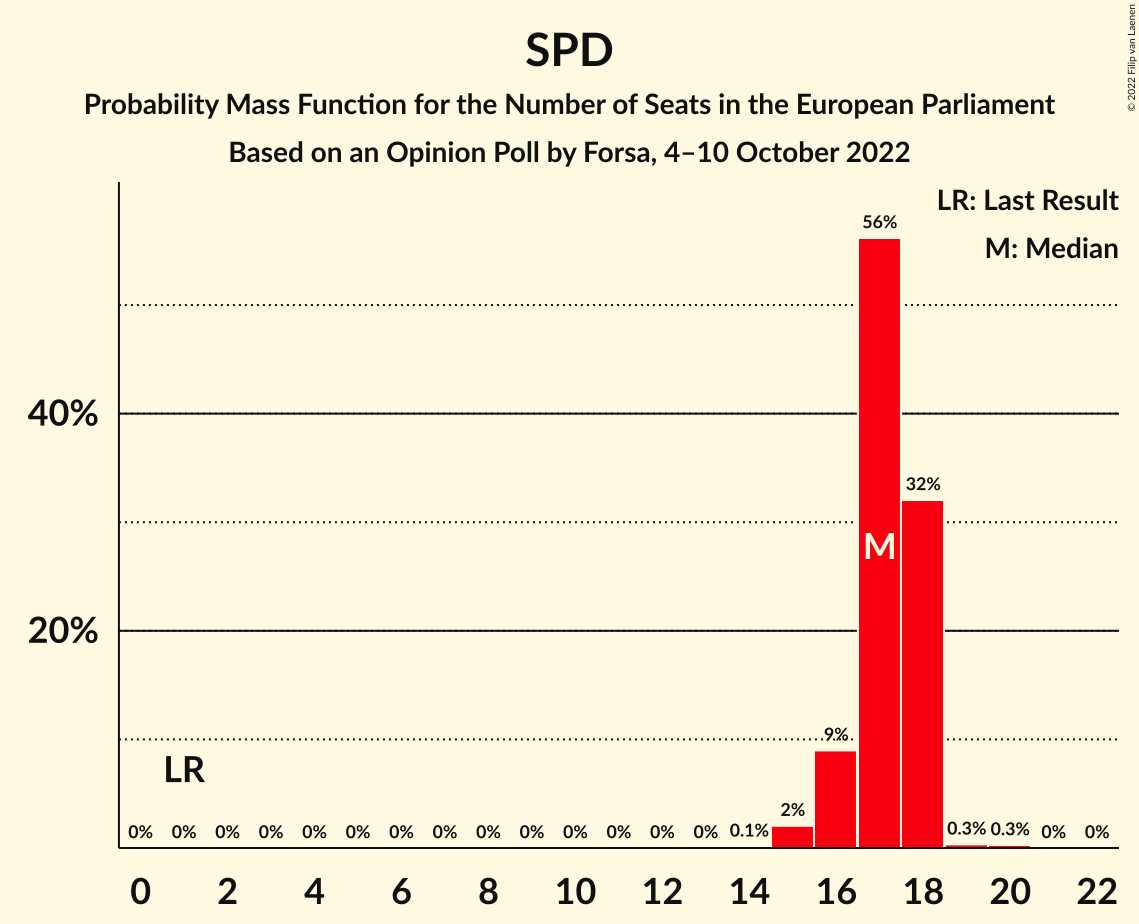 SPD
Probability Mass Function for the Number of Seats in the European Parliament
Based on an Opinion Poll by Forsa, 4–10 October 2022
© 2022 Filip van Laenen
LR: Last Result
M: Median
56%
40%
32%
M
20%
9%
LR
2%
0% 0% 0% 0% 0% 0% 0% 0% 0% 0% 0% 0% 0% 0% 0.1% 0.3% 0.3% 0% 0%
0 2 4 6 8 10 12 14 16 18 20 22